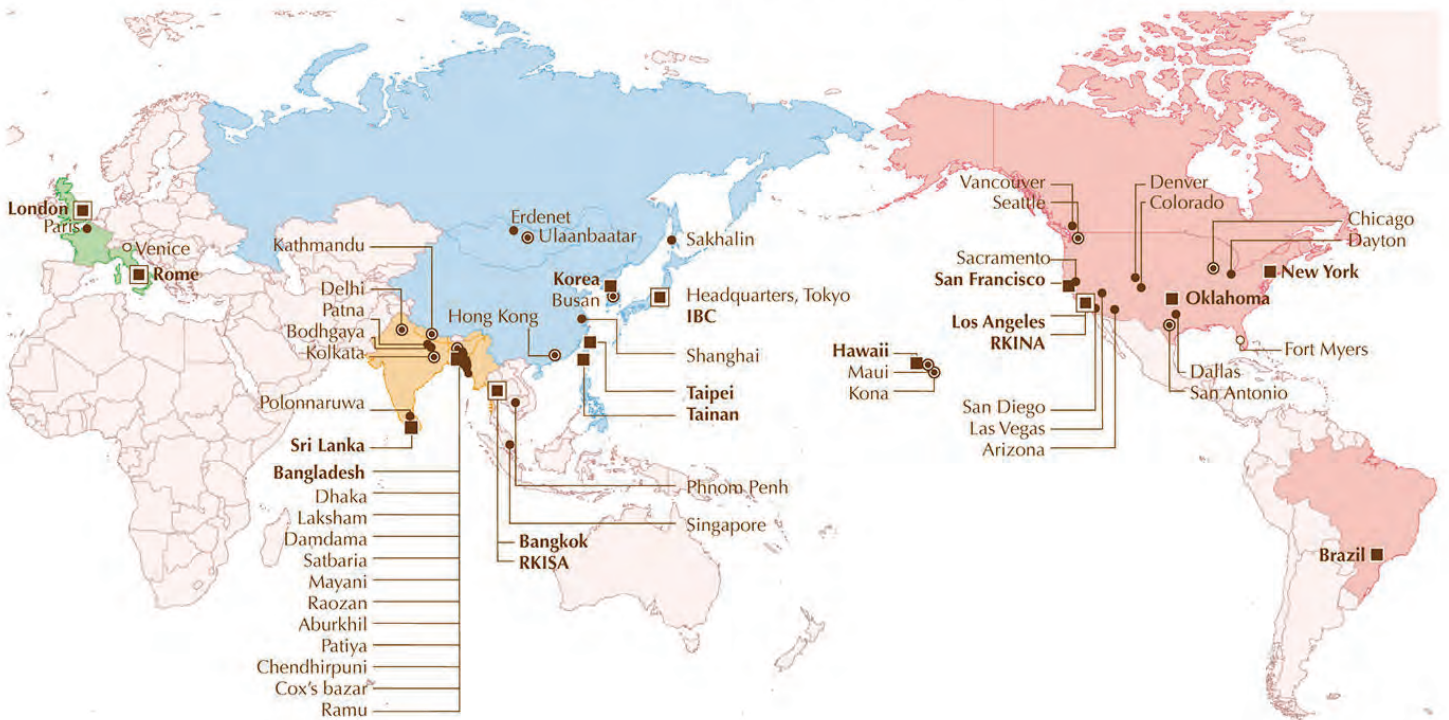 London
Paris
Venice
Rome
Erdenet
Ulaanbaatar
Sakhalin
Kathmandu
Delhi
Patna
Bodhgaya
Kolkata
Hong Kong
Korea
Busan
Headquarters, Tokyo
IBC
Shanghai
Taipei
Tainan
Polonnaruwa
Sri Lanka
Bangladesh
Dhaka
Laksham
Damdama
Satbaria
Mayani
Raozan
Aburkhil
Patiya
Chendhirpuni
Cox's bazar
Ramu
Phnom Penh
Singapore
Bangkok
RKISA
Vancouver
Seattle
Denver
Colorado
Chicago
Dayton
Sacramento
San Francisco
New York
Oklahoma
Los Angeles
RKINA
Hawaii
Maui
Kona
Fort Myers
Dallas
San Antonio
San Diego
Las Vegas
Arizona
Brazil